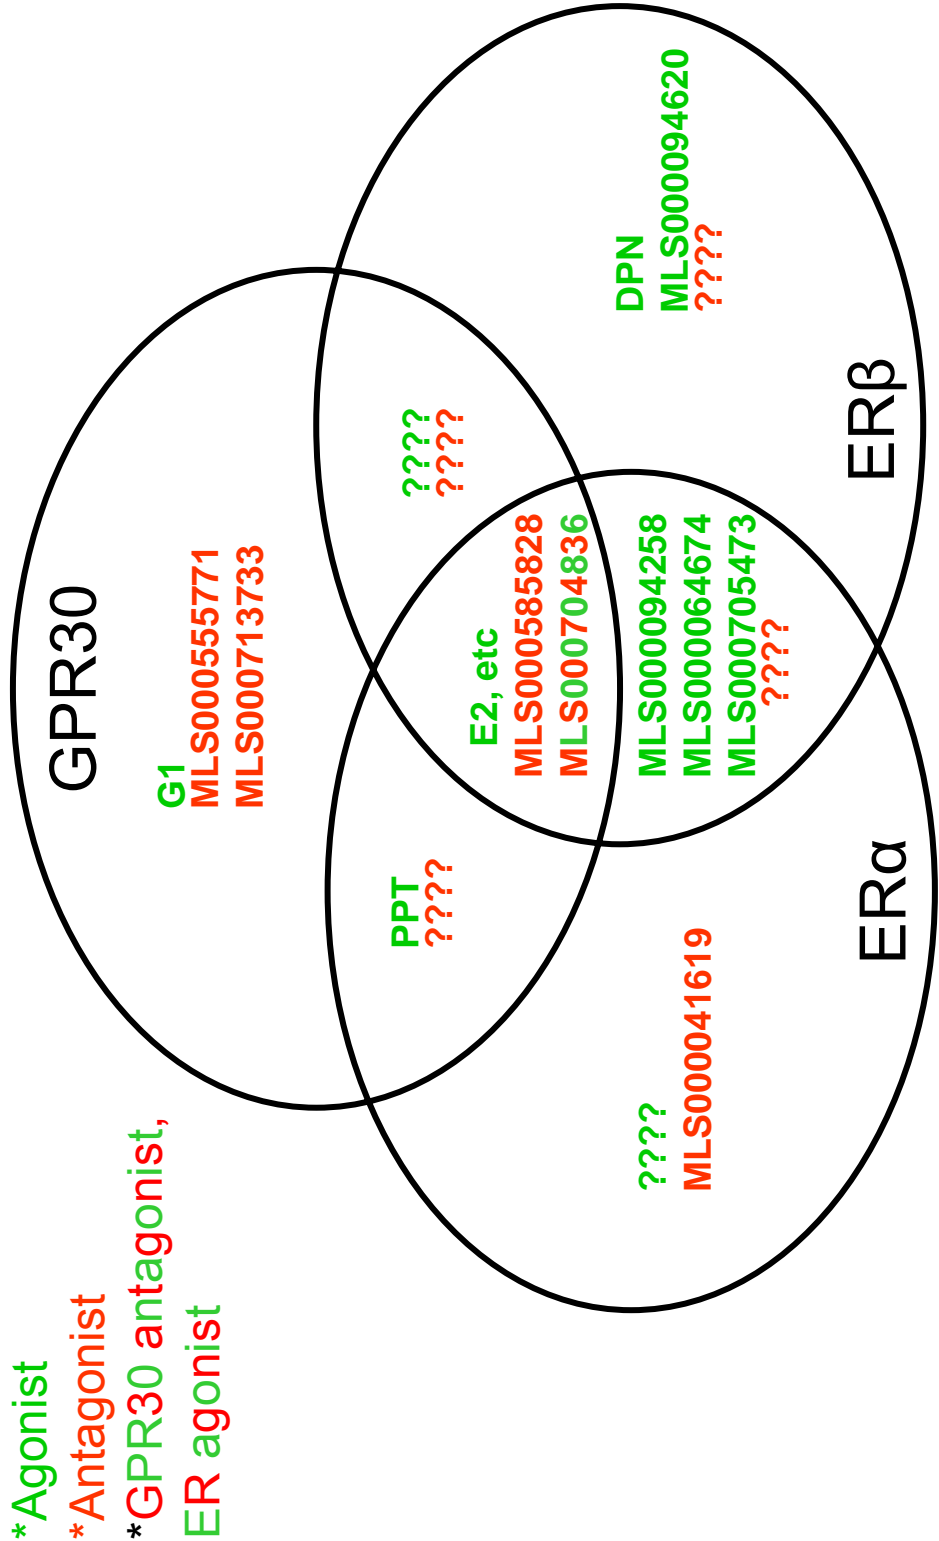 *Agonist
*Antagonist
*GPR30 antagonist,
ER agonist
GPR30
G1
MLS000555771
MLS000713733
PPT
????
????
????
E2, etc
MLS000585828
MLS000704836
????
MLS000041619
MLS000094258
MLS000064674
MLS000705473
????
DPN
MLS000094620
????
ERα
ERβ